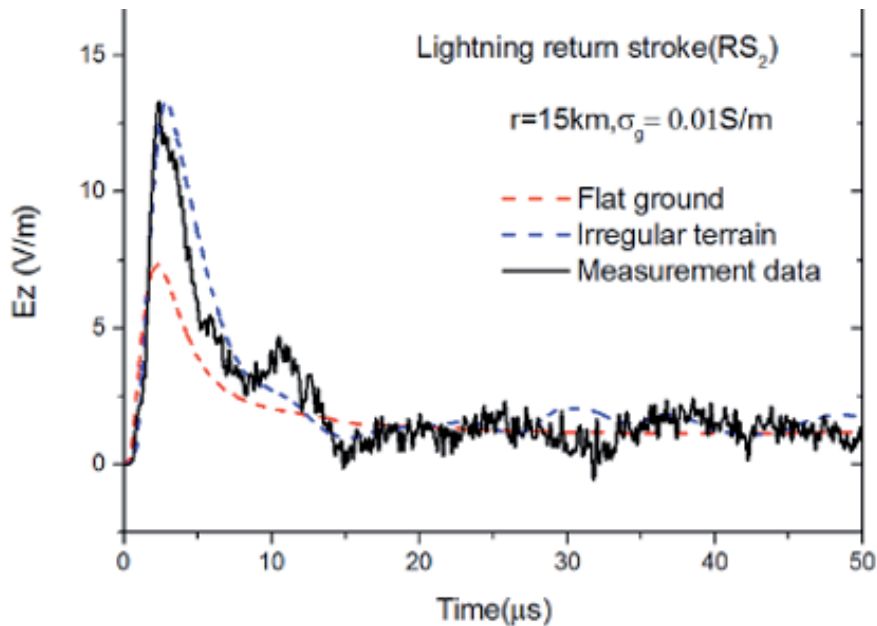 Lightning return stroke(RS₂)
r=15km,σg= 0.01S/m
Flat ground
Irregular terrain
Measurement data
Ez (V/m)
15
10
5
0
0 10 20 30 40 50
Time(μs)